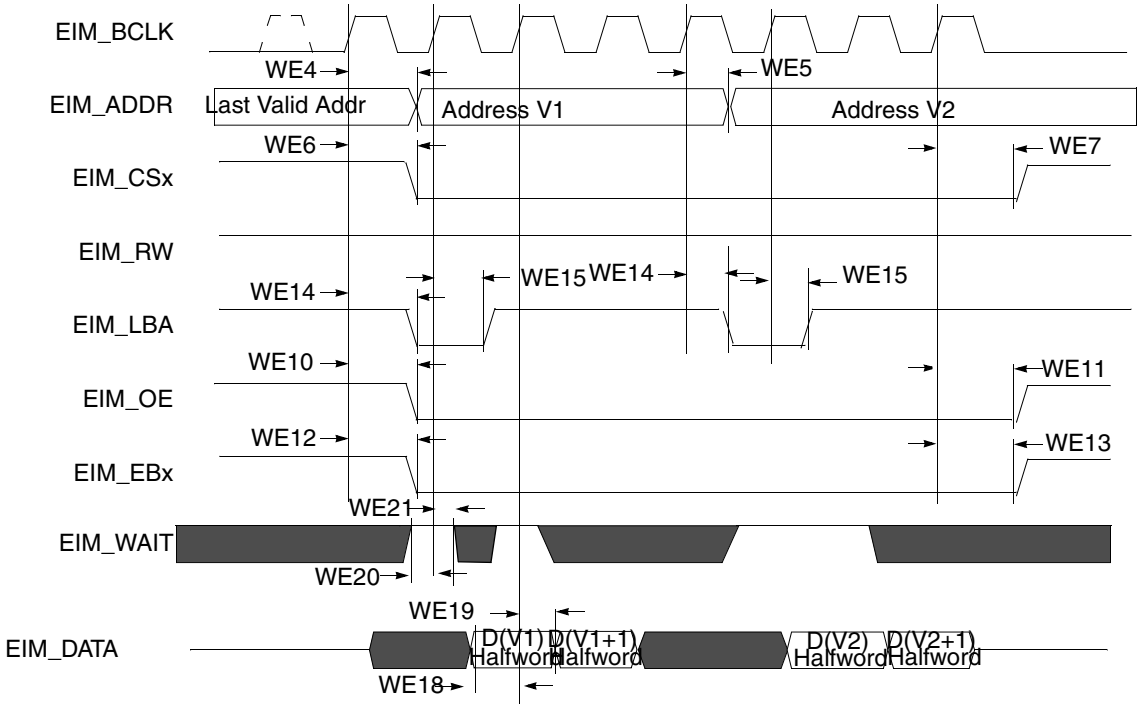 EIM_BCLK
WE4
WE5
EIM_ADDR
Last Valid Addr
Address V1
Address V2
WE6
WE7
EIM_CSx
EIM_RW
WE14
WE15
WE14
WE15
EIM_LBA
WE10
WE11
EIM_OE
WE12
WE13
EIM_EBx
WE21
EIM_WAIT
WE20
WE19
EIM_DATA
D(V1)
Halfword
D(V1+1)
Halfword
D(V2)
Halfword
D(V2+1)
Halfword
WE18